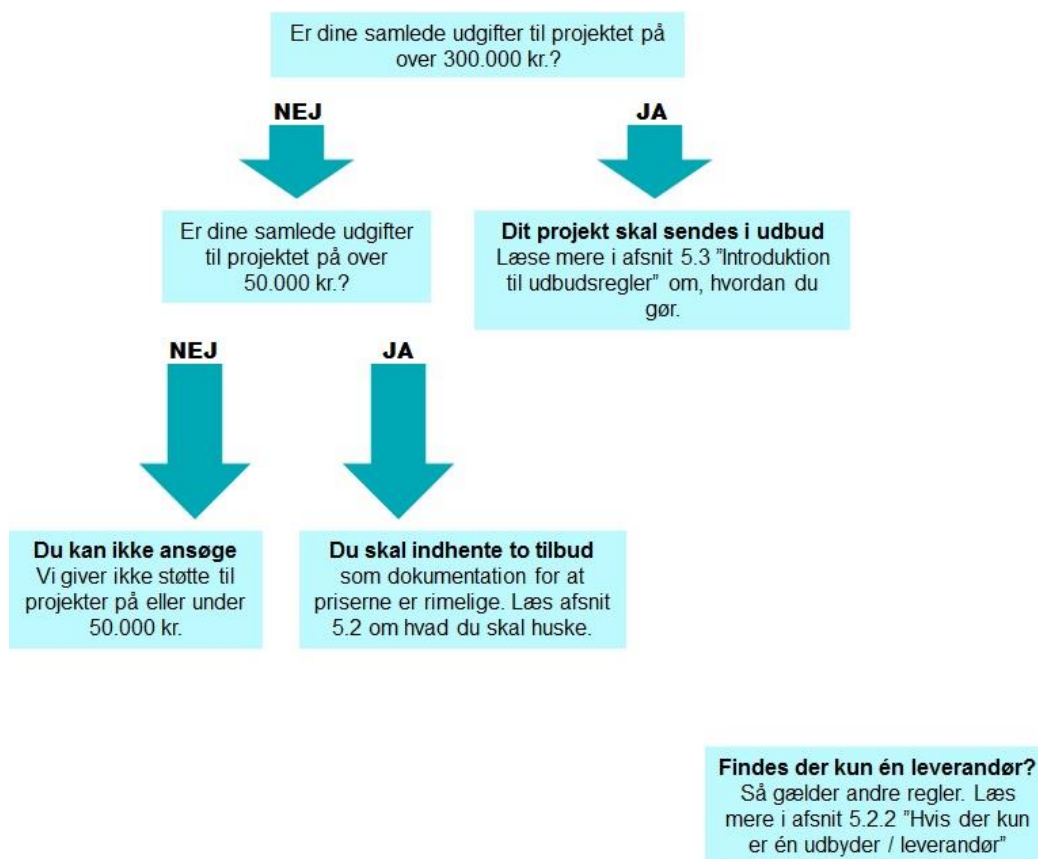 Er dine samlede udgifter til projektet på
over 300.000 kr.?
NEJ
JA
Er dine samlede udgifter
til projektet på over
50.000 kr.?
Dit projekt skal sendes i udbud
Læse mere i afsnit 5.3 ”Introduktion
til udbudsregler” om, hvordan du
gør.
NEJ
JA
Du kan ikke ansøge
Vi giver ikke støtte til
projekter på eller under
50.000 kr.
Du skal indhente to tilbud
som dokumentation for at
priserne er rimelige. Læs afsnit
5.2 om hvad du skal huske.
Findes der kun én leverandør?
Så gælder andre regler. Læs
mere i afsnit 5.2.2 ”Hvis der kun
er én udbyder / leverandør”